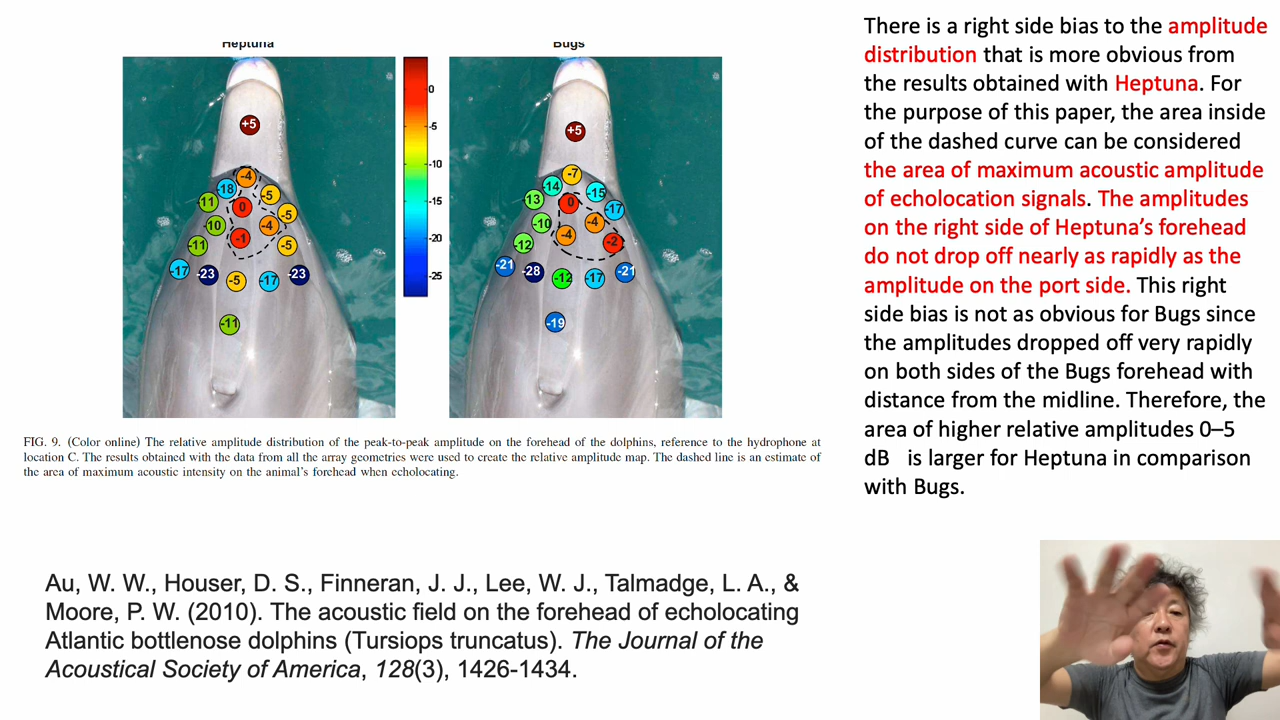 Heptuna
Bugs
+5
-4
-18
-5
-11
0
-5
-10
-4
-1
-11
-5
-17
-23
-5
-17
-23
-11
0
-5
-10
-15
-20
-25
+5
-7
-14
-15
-13
0
-17
-10
-4
-4
-12
-2
-21
-28
-12
-17
-21
-19
FIG. 9. (Color online) The relative amplitude distribution of the peak-to-peak amplitude on the forehead of the dolphins, reference to the hydrophone at
location C. The results obtained with the data from all the array geometries were used to create the relative amplitude map. The dashed line is an estimate of
the area of maximum acoustic intensity on the animal's forehead when echolocating.
There is a right side bias to the amplitude
distribution that is more obvious from
the results obtained with Heptuna. For
the purpose of this paper, the area inside
of the dashed curve can be considered
the area of maximum acoustic amplitude
of echolocation signals. The amplitudes
on the right side of Heptuna's forehead
do not drop off nearly as rapidly as the
amplitude on the port side. This right
side bias is not as obvious for Bugs since
the amplitudes dropped off very rapidly
on both sides of the Bugs forehead with
distance from the midline. Therefore, the
area of higher relative amplitudes 0–5
dB is larger for Heptuna in comparison
with Bugs.
Au, W. W., Houser, D. S., Finneran, J. J., Lee, W. J., Talmadge, L. A., &
Moore, P. W. (2010). The acoustic field on the forehead of echolocating
Atlantic bottlenose dolphins (Tursiops truncatus). The Journal of the
Acoustical Society of America, 128(3), 1426-1434.